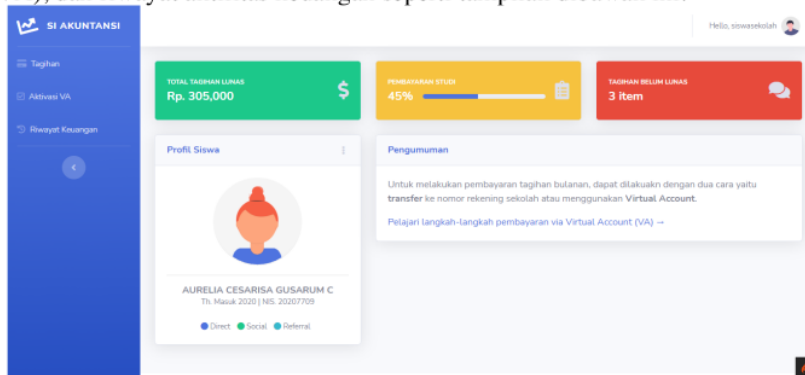 SI AKUNTANSI
Hello, siswasekolah
Tagihan
Aktivasi VA
Riwayat Keuangan
TOTAL TAGIHAN LUNAS
Rp. 305,000
PEMBAYARAN STUDI
45%
TAGIHAN BELUM LUNAS
3 item
Profil Siswa
AURELIA CESARISA GUSARUM C
Th. Masuk 2020 | NIS. 20207709
Direct Social Referral
Pengumuman
Untuk melakukan pembayaran tagihan bulanan, dapat dilakuakn dengan dua cara yaitu
transfer ke nomor rekening sekolah atau menggunakan Virtual Account.
Pelajari langkah-langkah pembayaran via Virtual Account (VA) →